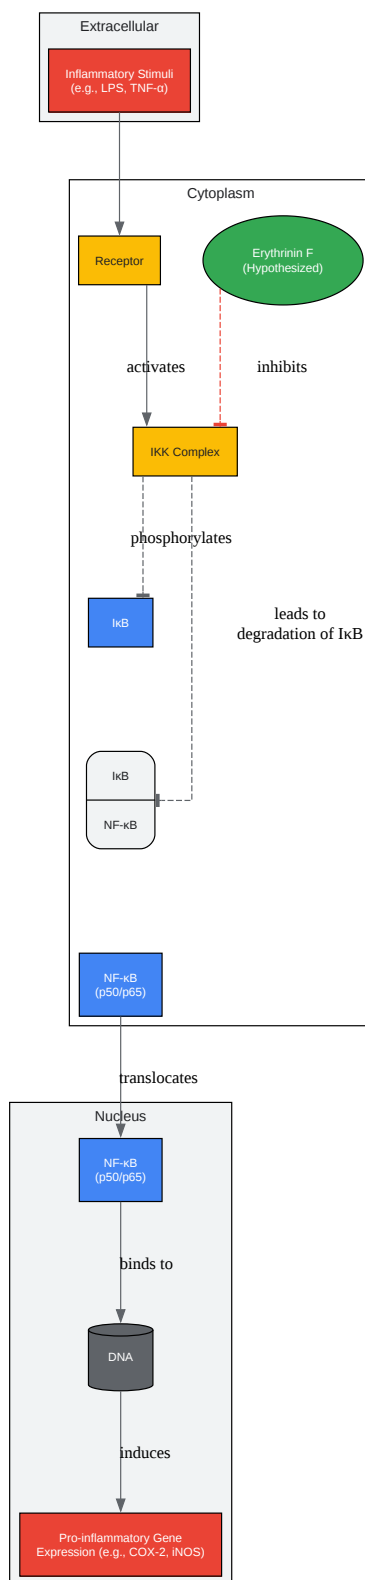 Extracellular
Inflammatory Stimuli
(e.g., LPS, TNF-α)
Cytoplasm
Receptor
Erythrinin F
(Hypothesized)
activates
inhibits
IKK Complex
phosphorylates
IκB
leads to
degradation of IκB
IκB
NF-κB
NF-κB
(p50/p65)
translocates
Nucleus
NF-κB
(p50/p65)
binds to
DNA
induces
Pro-inflammatory Gene
Expression (e.g., COX-2, iNOS)